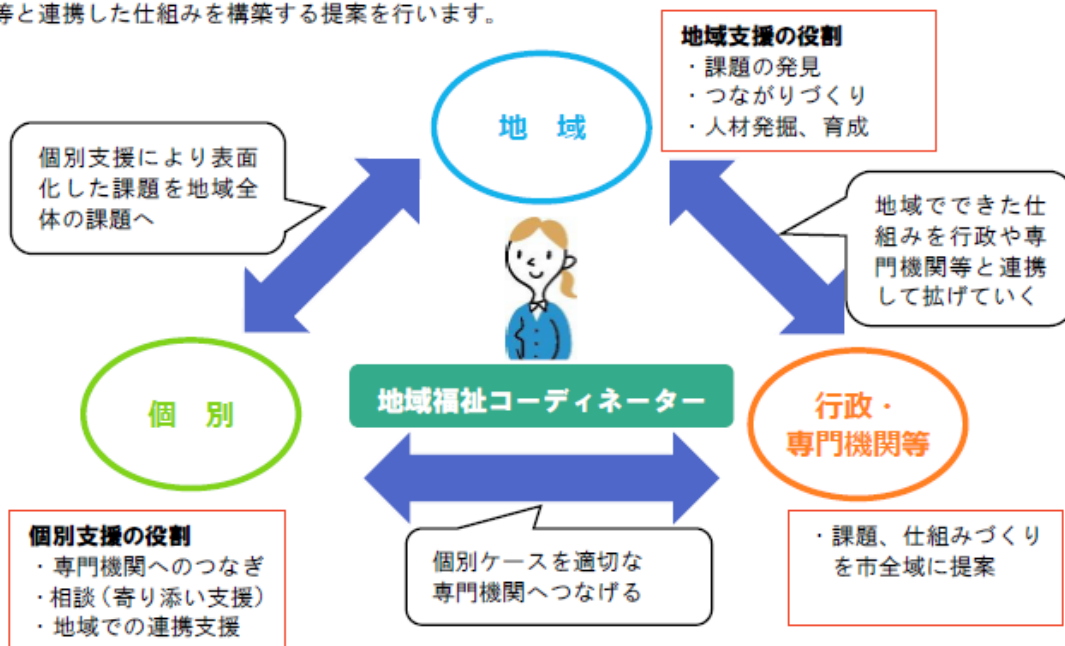 等と連携した仕組みを構築する提案を行います。
地域支援の役割
・課題の発見
・つながりづくり
・人材発掘、育成
地　域
個別支援により表面
化した課題を地域全
体の課題へ
地域でできた仕
組みを行政や専
門機関等と連携
して拡げていく
個　別
地域福祉コーディネーター
行政・
専門機関等
個別支援の役割
・専門機関へのつなぎ
・相談（寄り添い支援）
・地域での連携支援
個別ケースを適切な
専門機関へつなげる
・課題、仕組みづくり
を市全域に提案